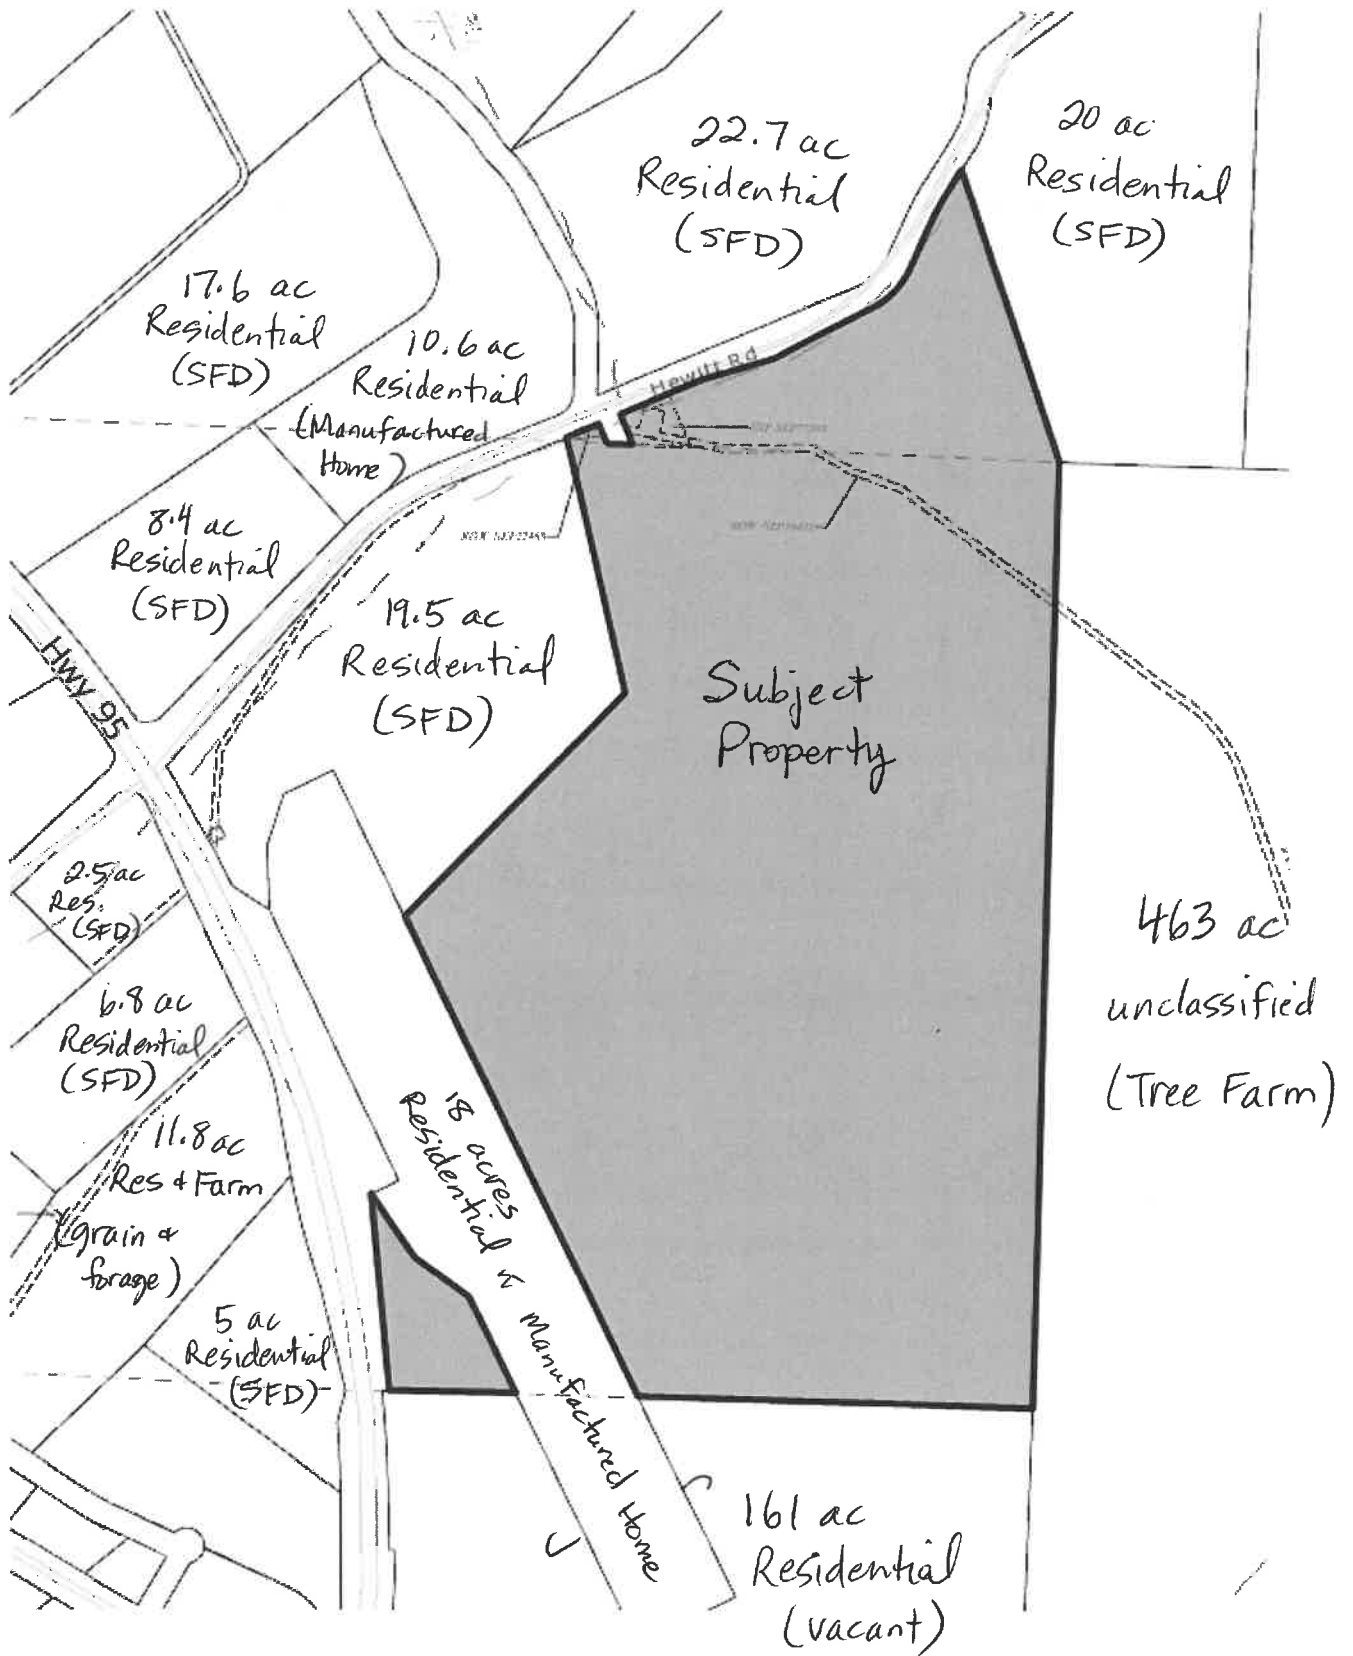 22.7 ac
Residential
(SFD)
20 ac
Residential
(SFD)
17.6 ac
Residential
(SFD)
10.6 ac
Residential
(Manufactured
Home)
Hewitt Rd
8.4 ac
Residential
(SFD)
19.5 ac
Residential
(SFD)
Hwy 95
Subject
Property
2.5 ac
Res.
(SFD)
463 ac
unclassified
(Tree Farm)
6.8 ac
Residential
(SFD)
11.8 ac
Res & Farm
(grain &
forage)
18 acres
Residential
Manufactured Home
5 ac
Residential
(SFD)
161 ac
Residential
(vacant)